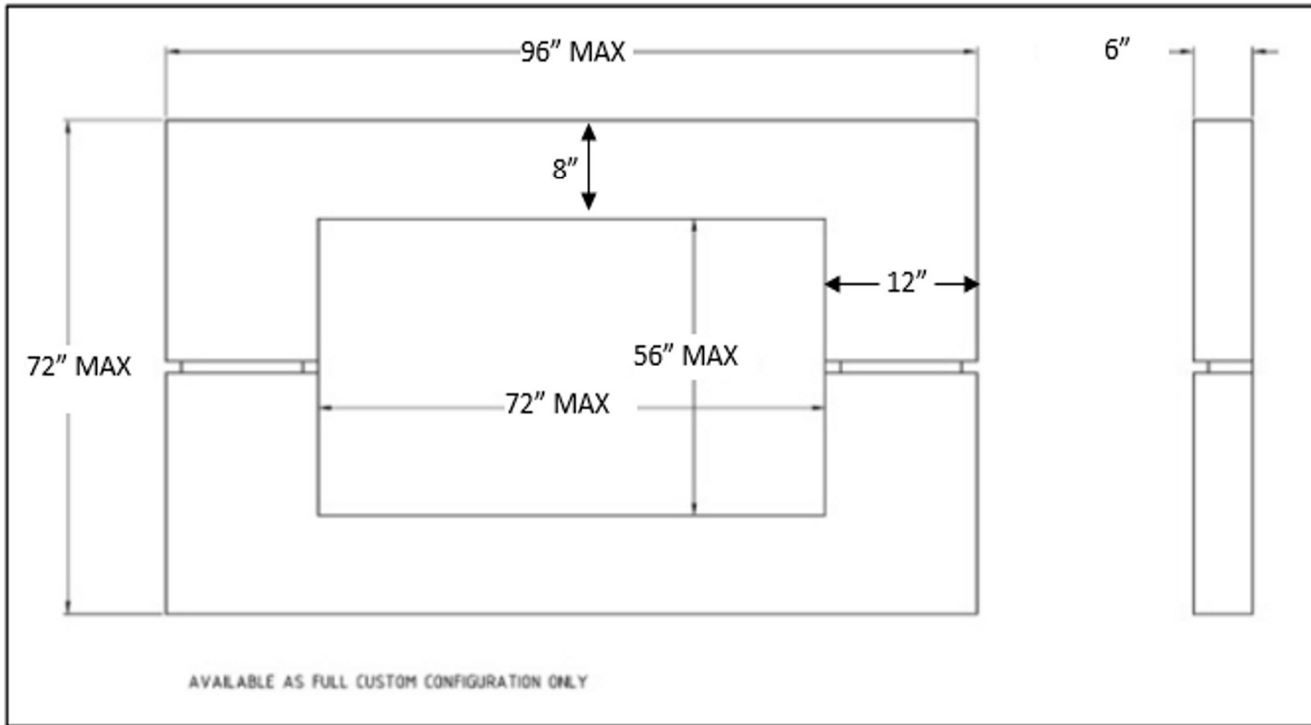 96” MAX
6”
8”
12”
72” MAX
56” MAX
72” MAX
AVAILABLE AS FULL CUSTOM CONFIGURATION ONLY